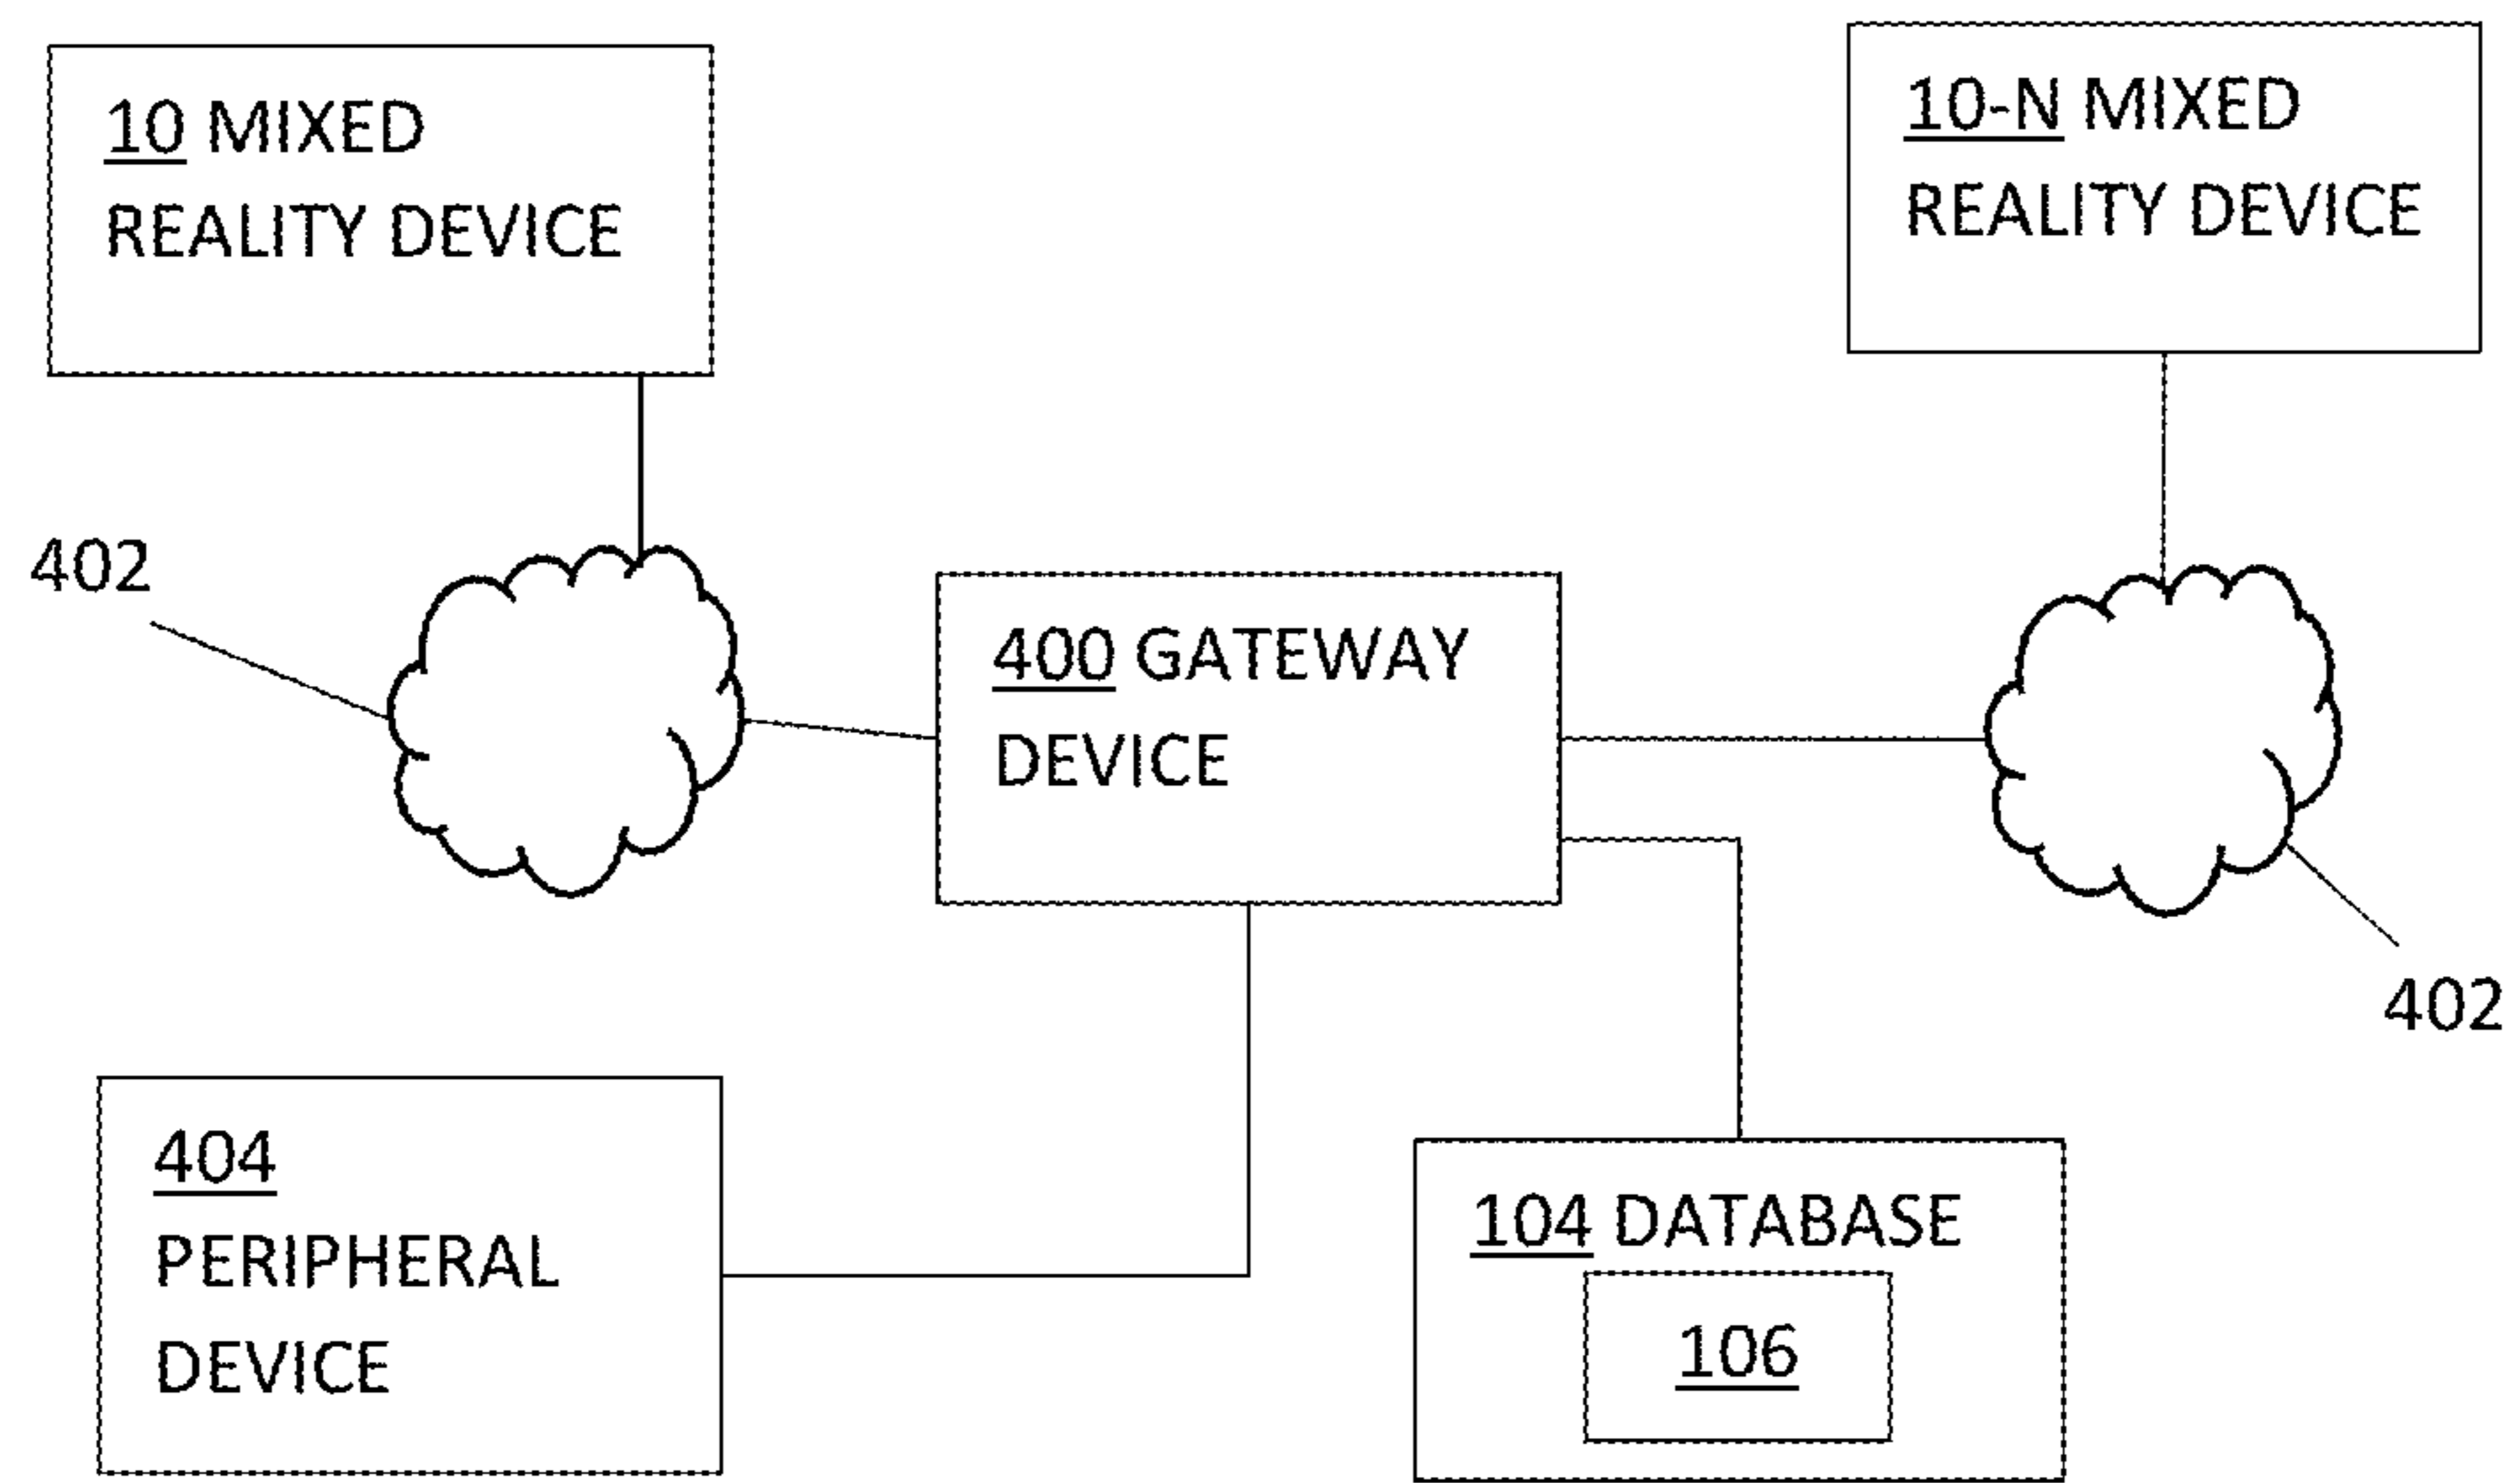 10 MIXED
REALITY DEVICE
10-N MIXED
REALITY DEVICE
402
400 GATEWAY
DEVICE
402
404
PERIPHERAL
DEVICE
104 DATABASE
106